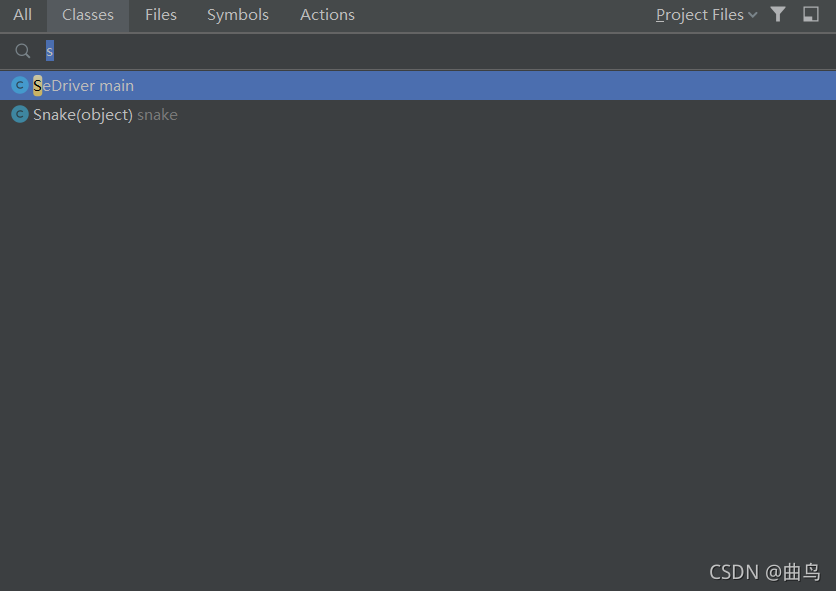 All Classes Files Symbols Actions Project Files
s
SeDriver main
Snake(object) snake
CSDN @曲鸟